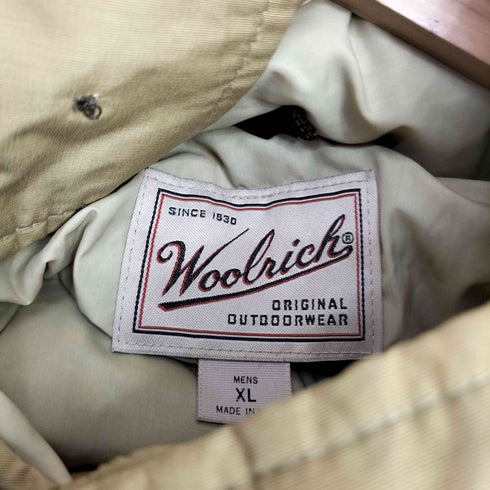 SINCE 1830
Woolrich®
ORIGINAL
OUTDOORWEAR
MENS
XL
MADE IN